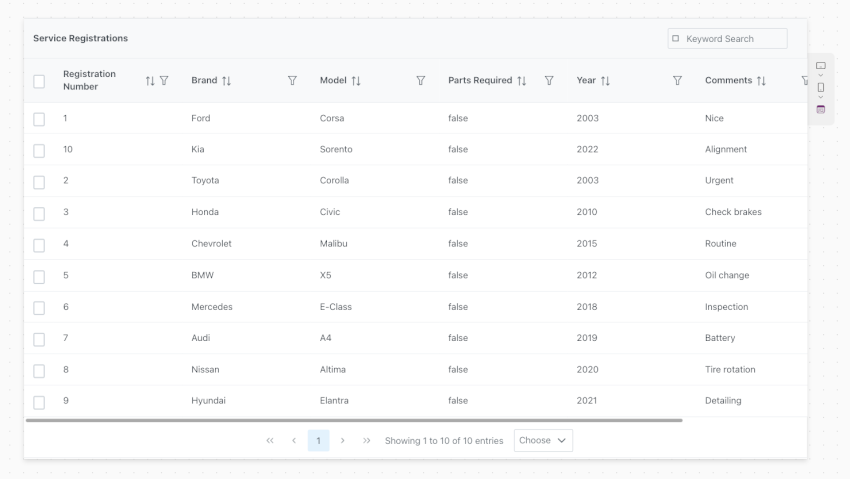 Service Registrations Keyword Search
Registration Number Brand Model Parts Required Year Comments
1 Ford Corsa false 2003 Nice
10 Kia Sorento false 2022 Alignment
2 Toyota Corolla false 2003 Urgent
3 Honda Civic false 2010 Check brakes
4 Chevrolet Malibu false 2015 Routine
5 BMW X5 false 2012 Oil change
6 Mercedes E-Class false 2018 Inspection
7 Audi A4 false 2019 Battery
8 Nissan Altima false 2020 Tire rotation
9 Hyundai Elantra false 2021 Detailing
<< < 1 > >> Showing 1 to 10 of 10 entries Choose